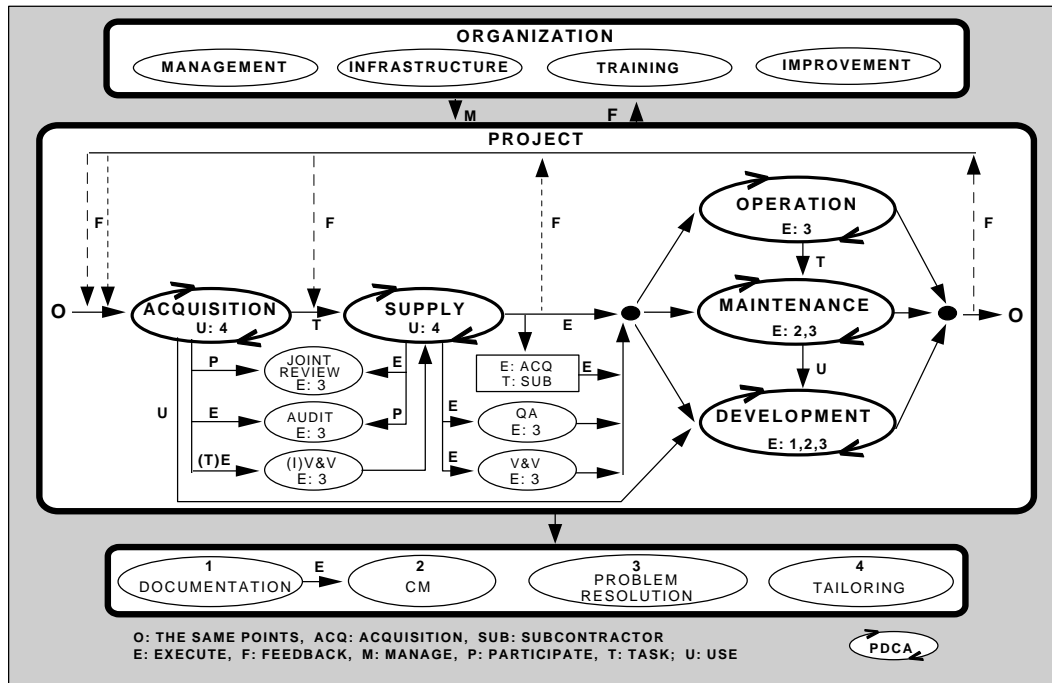 ORGANIZATION
MANAGEMENT
INFRASTRUCTURE
TRAINING
IMPROVEMENT
M
F
PROJECT
F
F
F
F
OPERATION
E: 3
T
O
ACQUISITION
U: 4
T
SUPPLY
U: 4
E
MAINTENANCE
E: 2,3
O
P
JOINT
REVIEW
E: 3
E
E: ACQ
T: SUB
E
U
U
E
AUDIT
E: 3
P
E
QA
E: 3
DEVELOPMENT
E: 1,2,3
(T)E
(I)V&V
E: 3
E
V&V
E: 3
1
DOCUMENTATION
E
2
CM
3
PROBLEM
RESOLUTION
4
TAILORING
O: THE SAME POINTS, ACQ: ACQUISITION, SUB: SUBCONTRACTOR
E: EXECUTE, F: FEEDBACK, M: MANAGE, P: PARTICIPATE, T: TASK; U: USE
PDCA